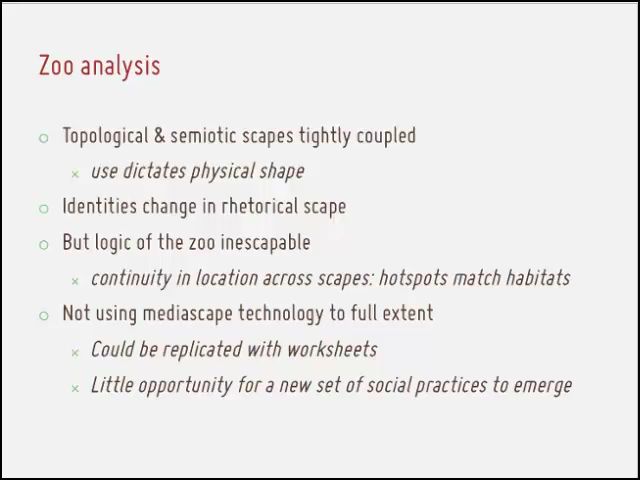 Zoo analysis
Topological & semiotic scapes tightly coupled
use dictates physical shape
Identities change in rhetorical scape
But logic of the zoo inescapable
continuity in location across scapes: hotspots match habitats
Not using mediascape technology to full extent
Could be replicated with worksheets
Little opportunity for a new set of social practices to emerge